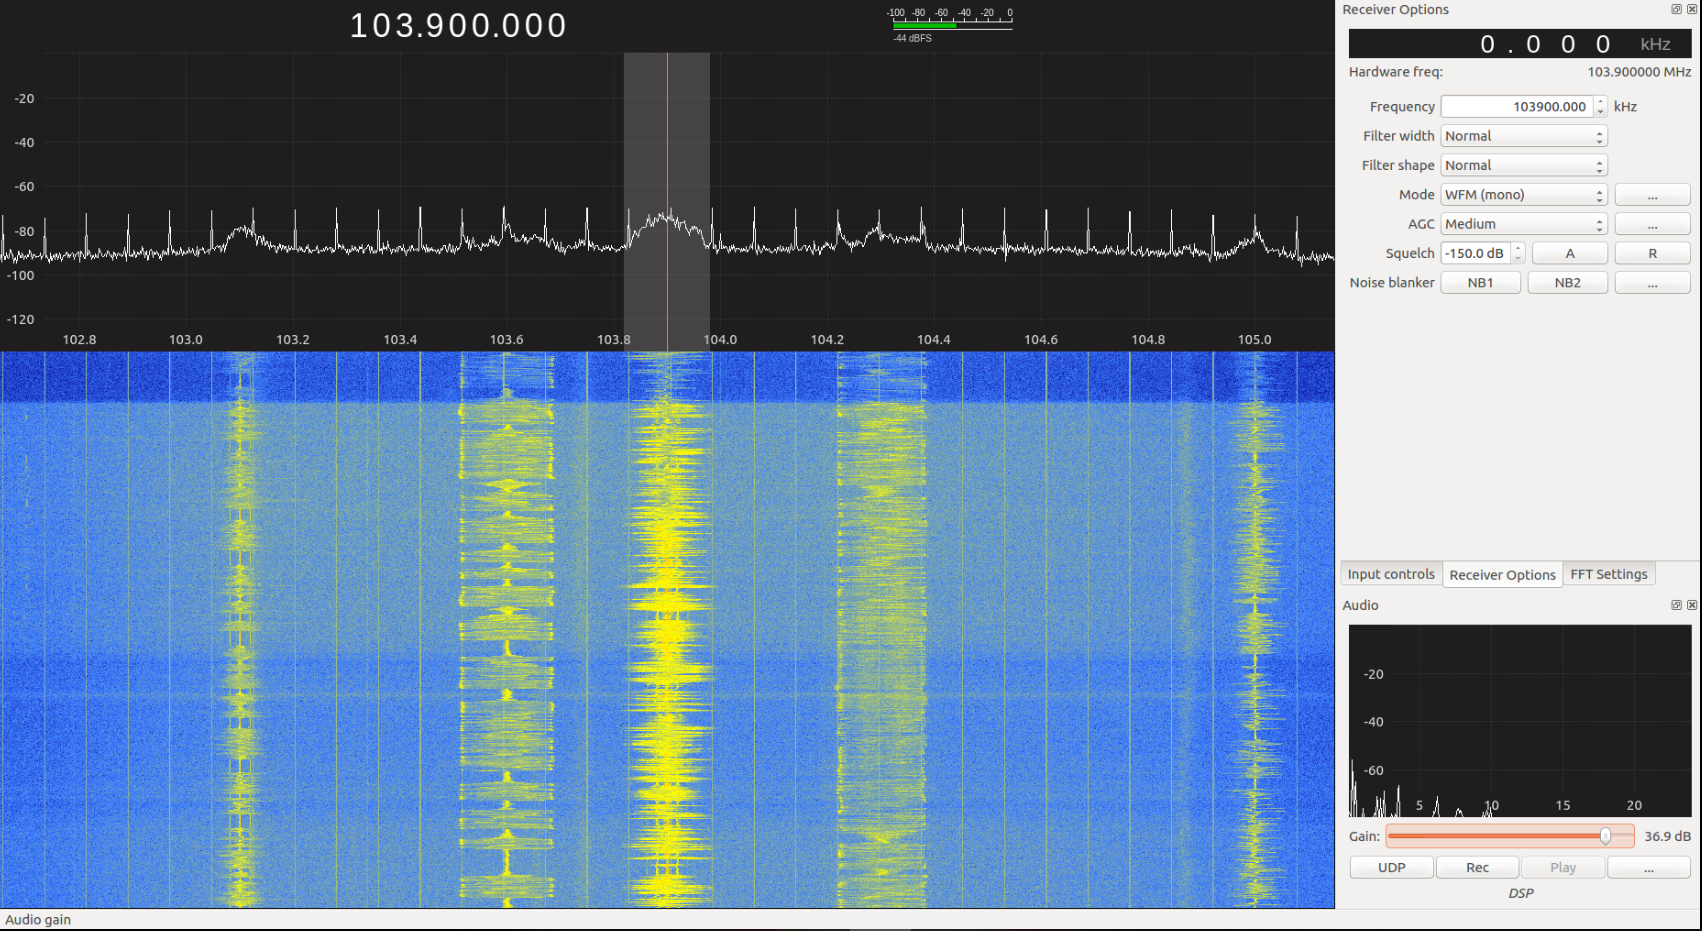 103.900.000
-100 -80 -60 -40 -20 0
-44 dBFS
-20
-40
-60
-80
-100
-120
102.8 103.0 103.2 103.4 103.6 103.8 104.0 104.2 104.4 104.6 104.8 105.0
Receiver Options
0.000 kHz
Hardware freq: 103.900000 MHz
Frequency 103900.000 kHz
Filter width Normal
Filter shape Normal
Mode WFM (mono) ...
AGC Medium ...
Squelch -150.0 dB A R
Noise blanker NB1 NB2 ...
Input controls Receiver Options FFT Settings
Audio
-20
-40
-60
5 10 15 20
Gain: 36.9 dB
UDP Rec Play ...
DSP
Audio gain